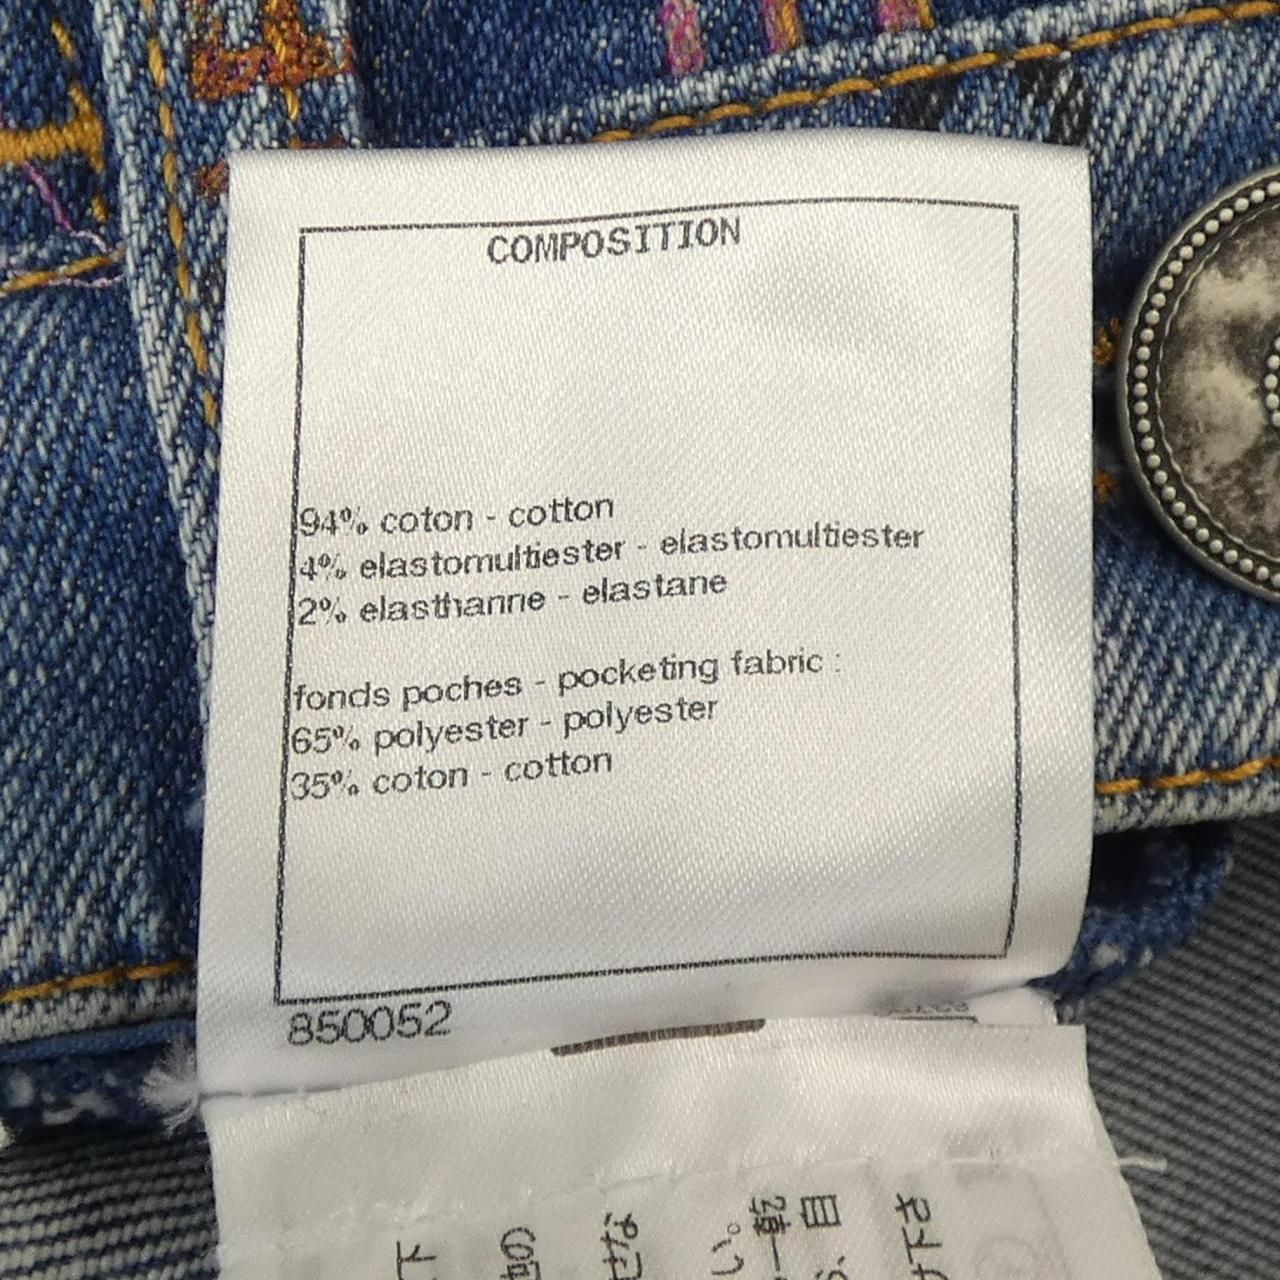 COMPOSITION
94% coton - cotton
4% elastomultiester - elastomultiester
2% elasthanne - elastane
fonds poches - pocketing fabric :
65% polyester - polyester
35% coton - cotton
850052